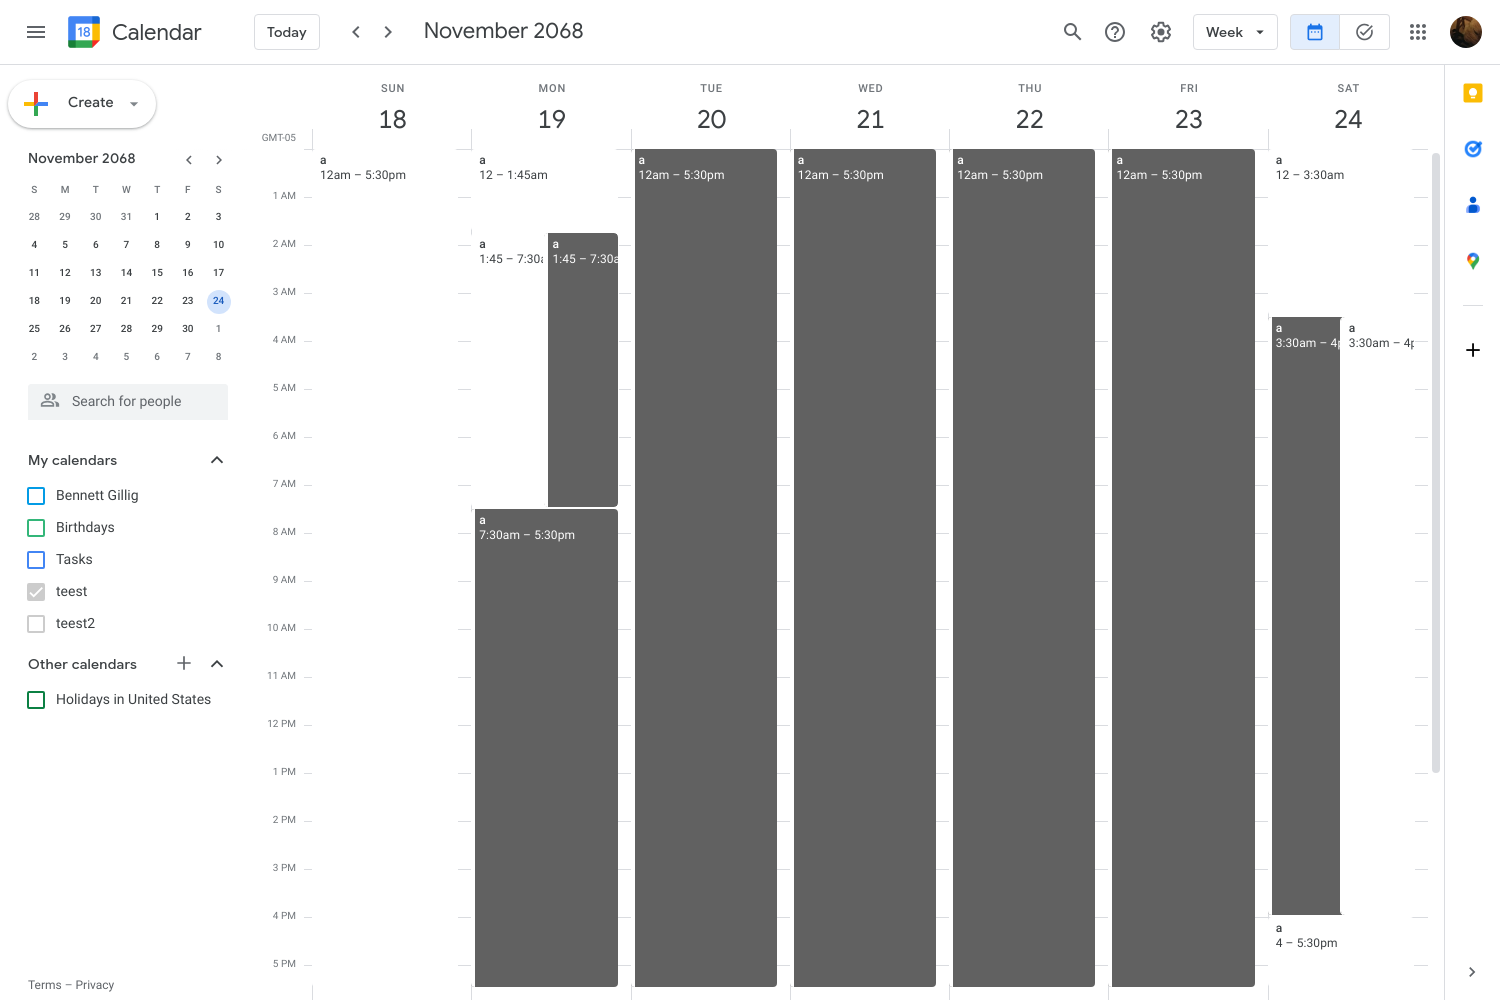 18 Calendar
Today
November 2068
Week
Create
November 2068
S M T W T F S
28 29 30 31 1 2 3
4 5 6 7 8 9 10
11 12 13 14 15 16 17
18 19 20 21 22 23 24
25 26 27 28 29 30 1
2 3 4 5 6 7 8
Search for people
My calendars
Bennett Gillig
Birthdays
Tasks
teest
teest2
Other calendars
Holidays in United States
Terms – Privacy
SUN MON TUE WED THU FRI SAT
18 19 20 21 22 23 24
GMT-05
1 AM
2 AM
3 AM
4 AM
5 AM
6 AM
7 AM
8 AM
9 AM
10 AM
11 AM
12 PM
1 PM
2 PM
3 PM
4 PM
5 PM
a
12am – 5:30pm
a
12 – 1:45am
a
1:45 – 7:30a
a
1:45 – 7:30a
a
7:30am – 5:30pm
a
12am – 5:30pm
a
12am – 5:30pm
a
12am – 5:30pm
a
12am – 5:30pm
a
12 – 3:30am
a
3:30am – 4p
a
3:30am – 4p
a
4 – 5:30pm